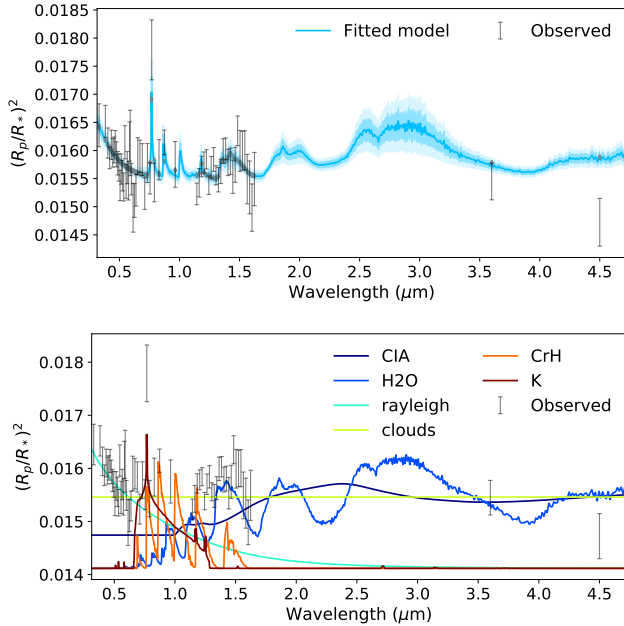 0.0185
0.0180
0.0175
0.0170
0.0165
0.0160
0.0155
0.0150
0.0145
(Rp/R*)²
Fitted model
Observed
0.5 1.0 1.5 2.0 2.5 3.0 3.5 4.0 4.5
Wavelength (μm)
0.018
0.017
0.016
0.015
0.014
(Rp/R*)²
CIA
H2O
rayleigh
clouds
CrH
K
Observed
0.5 1.0 1.5 2.0 2.5 3.0 3.5 4.0 4.5
Wavelength (μm)